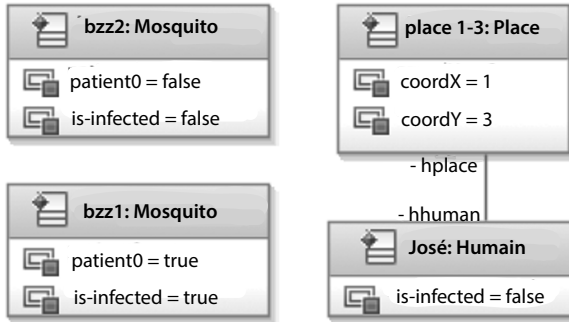 bzz2: Mosquito
patient0 = false
is-infected = false
place 1-3: Place
coordX = 1
coordY = 3
- hplace
- hhuman
bzz1: Mosquito
patient0 = true
is-infected = true
José: Humain
is-infected = false